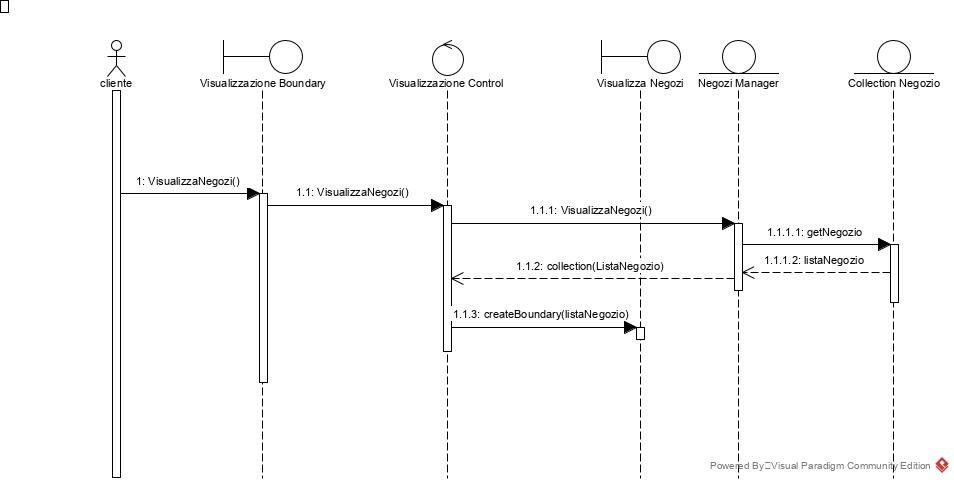 cliente
Visualizzazione Boundary
Visualizzazione Control
Visualizza Negozi
Negozi Manager
Collection Negozio
1: VisualizzaNegozi()
1.1: VisualizzaNegozi()
1.1.1: VisualizzaNegozi()
1.1.1.1: getNegozio
1.1.1.2: listaNegozio
1.1.2: collection(ListaNegozio)
1.1.3: createBoundary(listaNegozio)
Powered By Visual Paradigm Community Edition